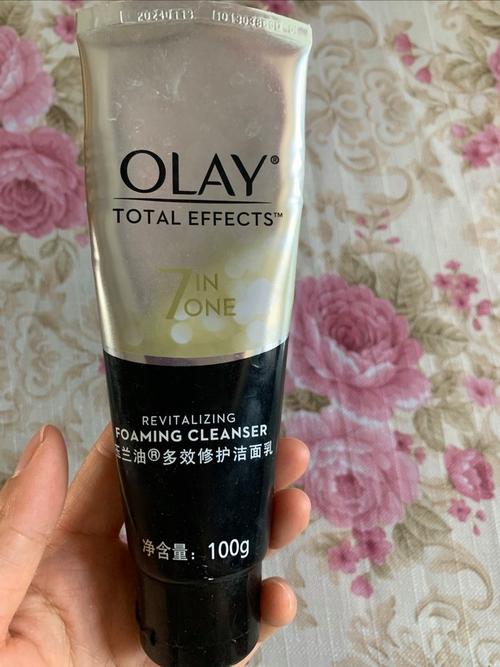 OLAY®
TOTAL EFFECTS™
7 IN ONE
REVITALIZING
FOAMING CLEANSER
玉兰油®多效修护洁面乳
净含量：100g